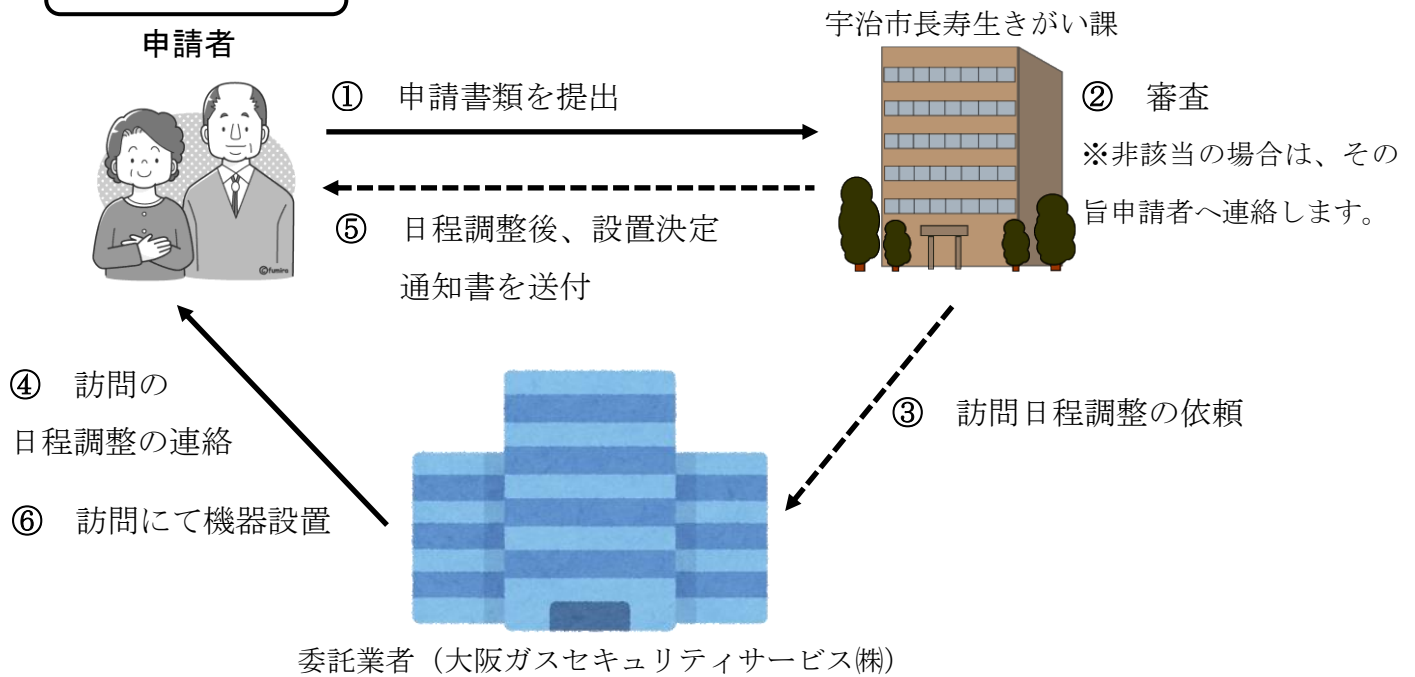 申請者
宇治市長寿生きがい課
① 申請書類を提出
② 審査
※非該当の場合は、その
旨申請者へ連絡します。
⑤ 日程調整後、設置決定
通知書を送付
©fumira
④ 訪問の
日程調整の連絡
③ 訪問日程調整の依頼
⑥ 訪問にて機器設置
委託業者（大阪ガスセキュリティサービス㈱）